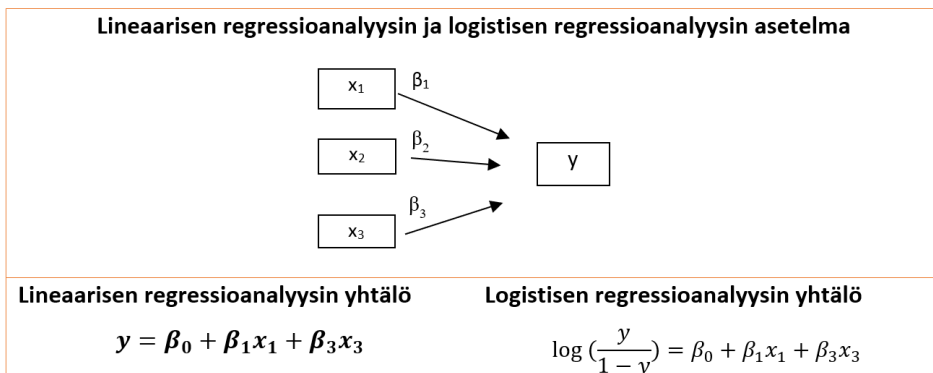 Lineaarisen regressioanalyysin ja logistisen regressioanalyysin asetelma
x₁ β₁
x₂ β₂
y
x₃ β₃
Lineaarisen regressioanalyysin yhtälö
y = β₀ + β₁x₁ + β₃x₃
Logistisen regressioanalyysin yhtälö
log (y / 1 − y) = β₀ + β₁x₁ + β₃x₃